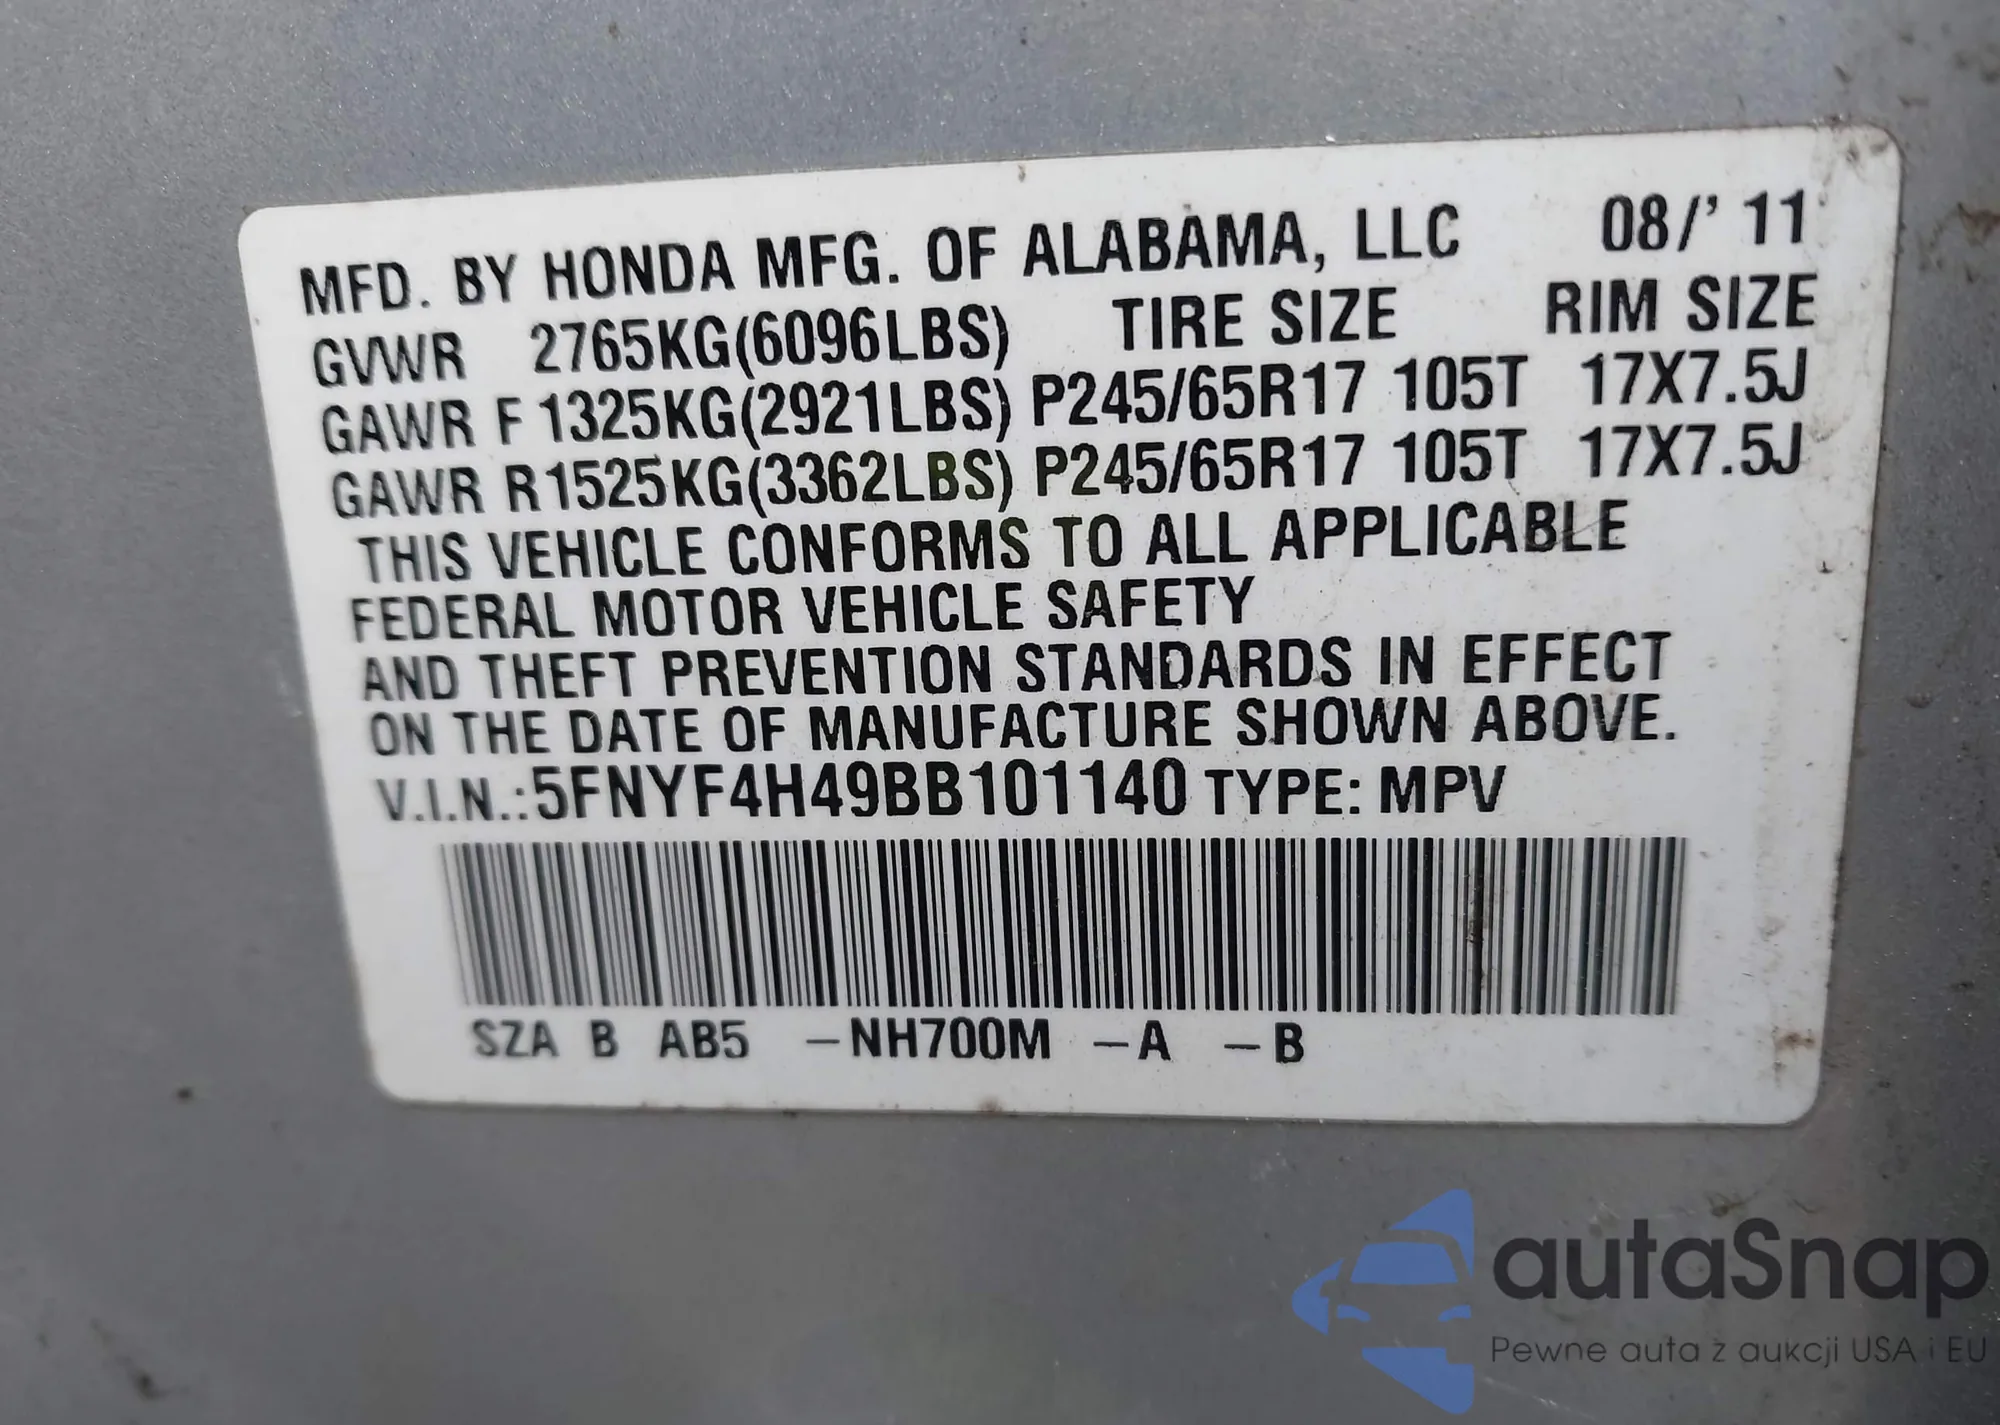 MFD. BY HONDA MFG. OF ALABAMA, LLC 08/'11
GVWR 2765KG(6096LBS) TIRE SIZE RIM SIZE
GAWR F 1325KG(2921LBS) P245/65R17 105T 17X7.5J
GAWR R 1525KG(3362LBS) P245/65R17 105T 17X7.5J
THIS VEHICLE CONFORMS TO ALL APPLICABLE
FEDERAL MOTOR VEHICLE SAFETY
AND THEFT PREVENTION STANDARDS IN EFFECT
ON THE DATE OF MANUFACTURE SHOWN ABOVE.
V.I.N.:5FNYF4H49BB101140 TYPE: MPV
SZA B AB5 –NH700M –A –B
autaSnap
Pewne auta z aukcji USA i EU